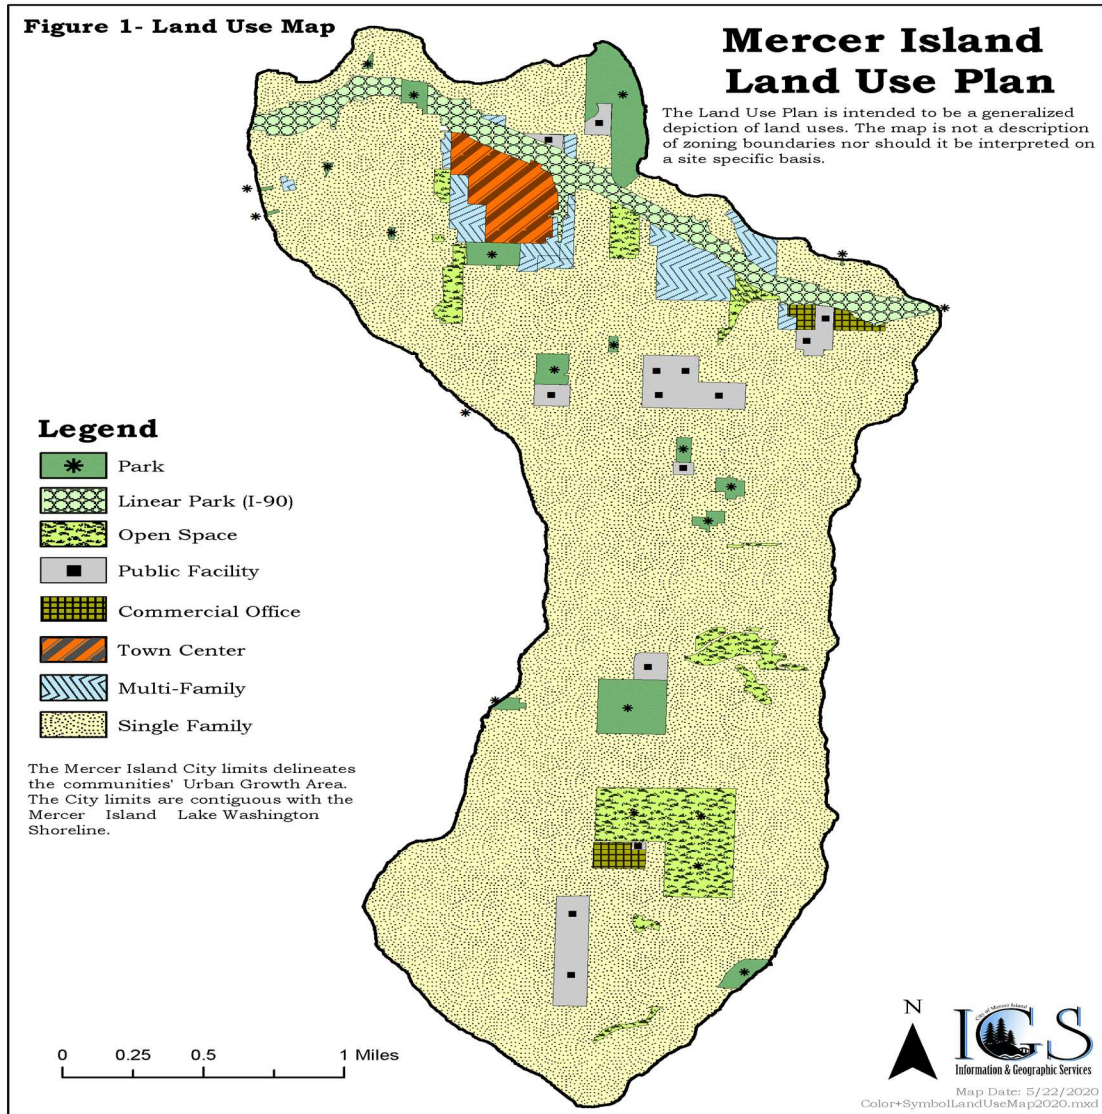 Figure 1- Land Use Map
Mercer Island
Land Use Plan
The Land Use Plan is intended to be a generalized
depiction of land uses. The map is not a description
of zoning boundaries nor should it be interpreted on
a site specific basis.
Legend
Park
Linear Park (I-90)
Open Space
Public Facility
Commercial Office
Town Center
Multi-Family
Single Family
The Mercer Island City limits delineates
the communities' Urban Growth Area.
The City limits are contiguous with the
Mercer Island Lake Washington
Shoreline.
0 0.25 0.5 1 Miles
N
City of Mercer Island
IGS
Information & Geographic Services
Map Date: 5/22/2020
Color+SymbolLandUseMap2020.mxd